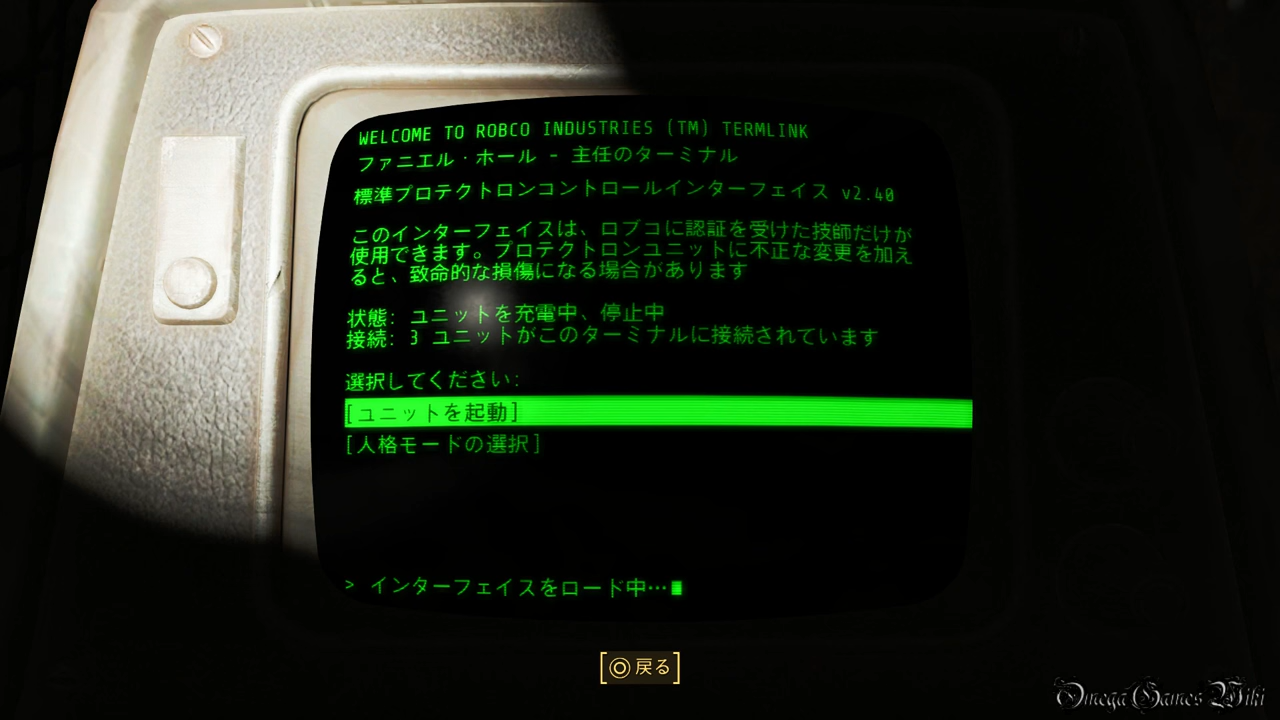 WELCOME TO ROBCO INDUSTRIES (TM) TERMLINK
ファニエル・ホール - 主任のターミナル
標準プロテクトロンコントロールインターフェイス v2.40
このインターフェイスは、ロブコに認証を受けた技師だけが
使用できます。プロテクトロンユニットに不正な変更を加え
ると、致命的な損傷になる場合があります
状態: ユニットを充電中、停止中
接続: 3 ユニットがこのターミナルに接続されています
選択してください:
[ユニットを起動]
[人格モードの選択]
> インターフェイスをロード中…
[◎戻る]
Omega Games Wiki